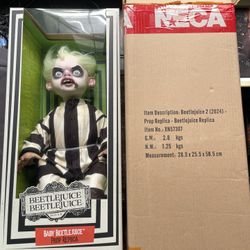 BEETLEJUICE
BEETLEJUICE
BABY BEETLEJUICE
PROP REPLICA
NECA
Item Description: Beetlejuice 2 (2024) -
Prop Replica - Beetlejuice Replica
Item No.: XN57307
G.W.: 2.0 kgs
N.W.: 1.25 kgs
Measurement: 28.5 x 25.5 x 58.5 cm